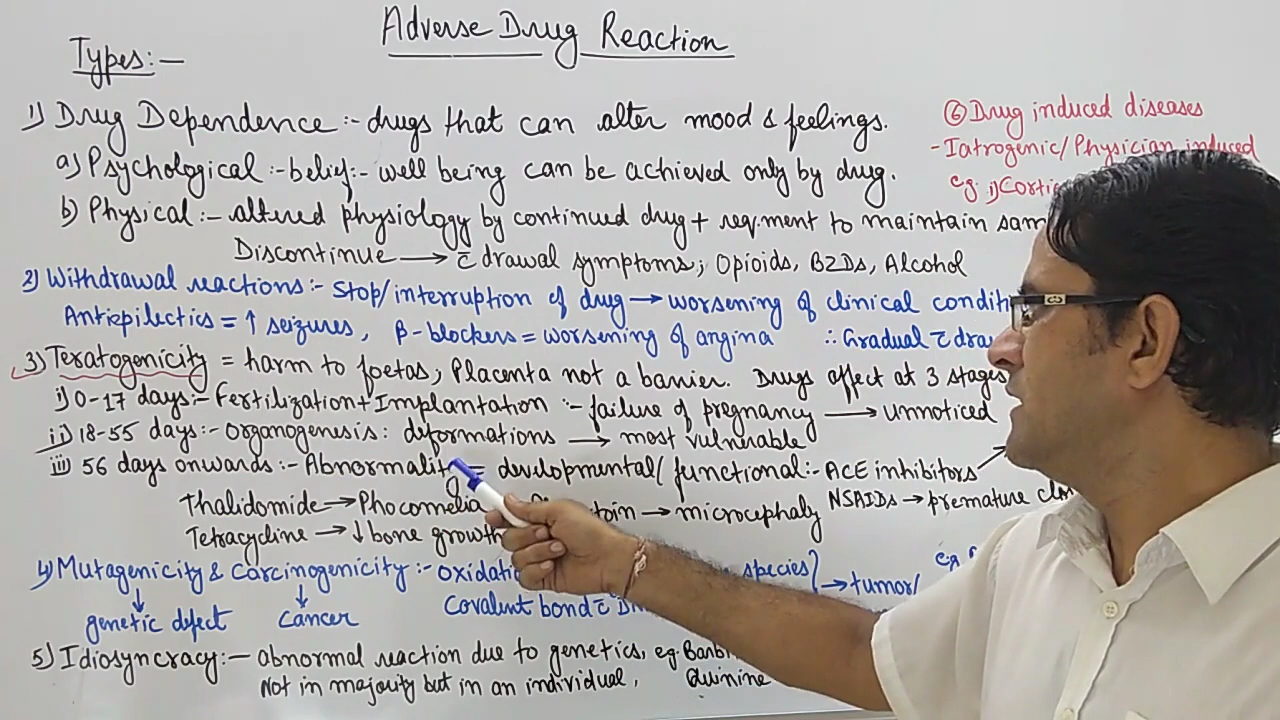 Adverse Drug Reaction
Types:-
1) Drug Dependence :- drugs that can alter mood & feelings.
a) Psychological :- belief:- well being can be achieved only by drug.
b) Physical :- altered physiology by continued drug + reqment to maintain
Discontinue → c̄ drawal symptoms; Opioids, BZDs, Alcohol
2) Withdrawal reactions :- Stop/interruption of drug → worsening of clinical
Antiepilectics = ↑ seizures, β-blockers = worsening of angina ∴ Gradual c̄
3) Teratogenicity = harm to foetas; Placenta not a barrier. Drugs affect at 3 stages
i) 0-17 days:- Fertilization + Implantation :- failure of pregnancy → unnoticed
ii) 18-55 days:- Organogenesis: deformations → most vulnerable
iii) 56 days onwards :- = developmental/functional :- ACE inhibitors
Thalidomide → Phocomelia → microcephaly NSAIDs → premature
Tetracycline → ↓ bone growth
4) Mutagenicity & Carcinogenicity :- species} → tumor/
genetic defect Cancer Covalent bond c̄
5) Idiosyncracy :- abnormal reaction due to genetics, eg.
Not in majority but in an individual, Quinine
⑥ Drug induced diseases
- Iatrogenic/Physician induced
eg. i)